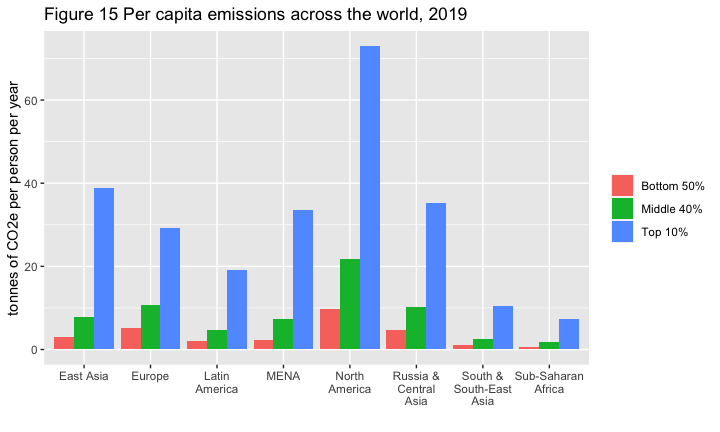 Figure 15 Per capita emissions across the world, 2019
tonnes of CO2e per person per year
60
40
20
0
East Asia
Europe
Latin
America
MENA
North
America
Russia &
Central
Asia
South &
South-East
Asia
Sub-Saharan
Africa
Bottom 50%
Middle 40%
Top 10%